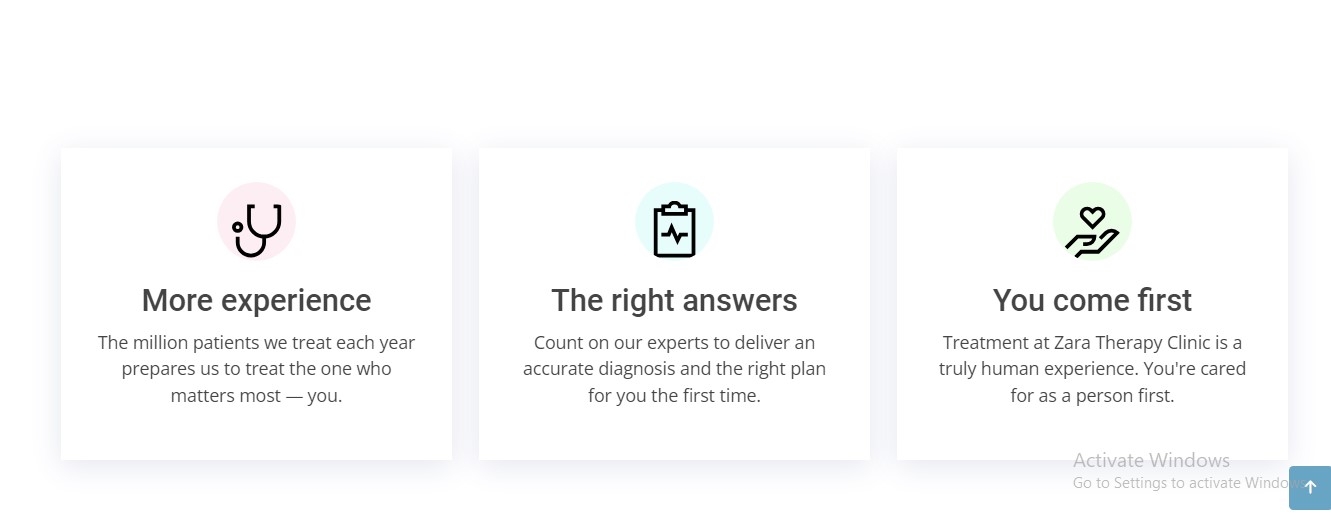 More experience
The million patients we treat each year
prepares us to treat the one who
matters most — you.
The right answers
Count on our experts to deliver an
accurate diagnosis and the right plan
for you the first time.
You come first
Treatment at Zara Therapy Clinic is a
truly human experience. You're cared
for as a person first.
Activate Windows
Go to Settings to activate Windows.